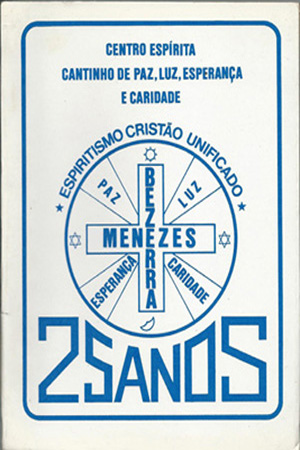 CENTRO ESPÍRITA
CANTINHO DE PAZ, LUZ, ESPERANÇA
E CARIDADE
ESPIRITISMO CRISTÃO UNIFICADO
PAZ
LUZ
BEZERRA
MENEZES
ESPERANÇA
CARIDADE
25 ANOS